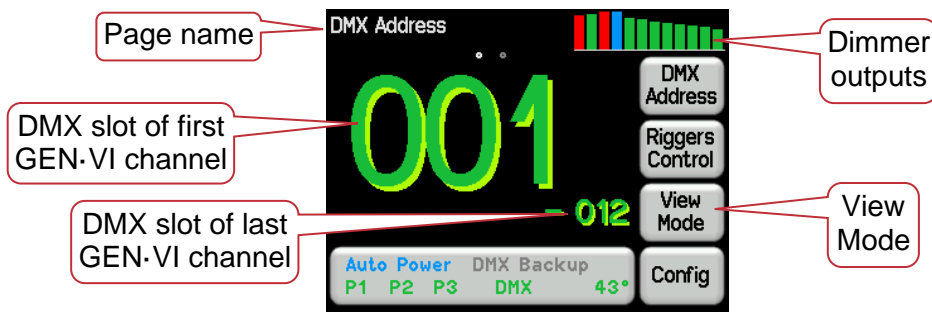 Page name
DMX Address
Dimmer
outputs
DMX
Address
001
DMX slot of first
GEN·VI channel
Riggers
Control
- 012
View
Mode
View
Mode
DMX slot of last
GEN·VI channel
Auto Power DMX Backup
P1 P2 P3 DMX 43°
Config